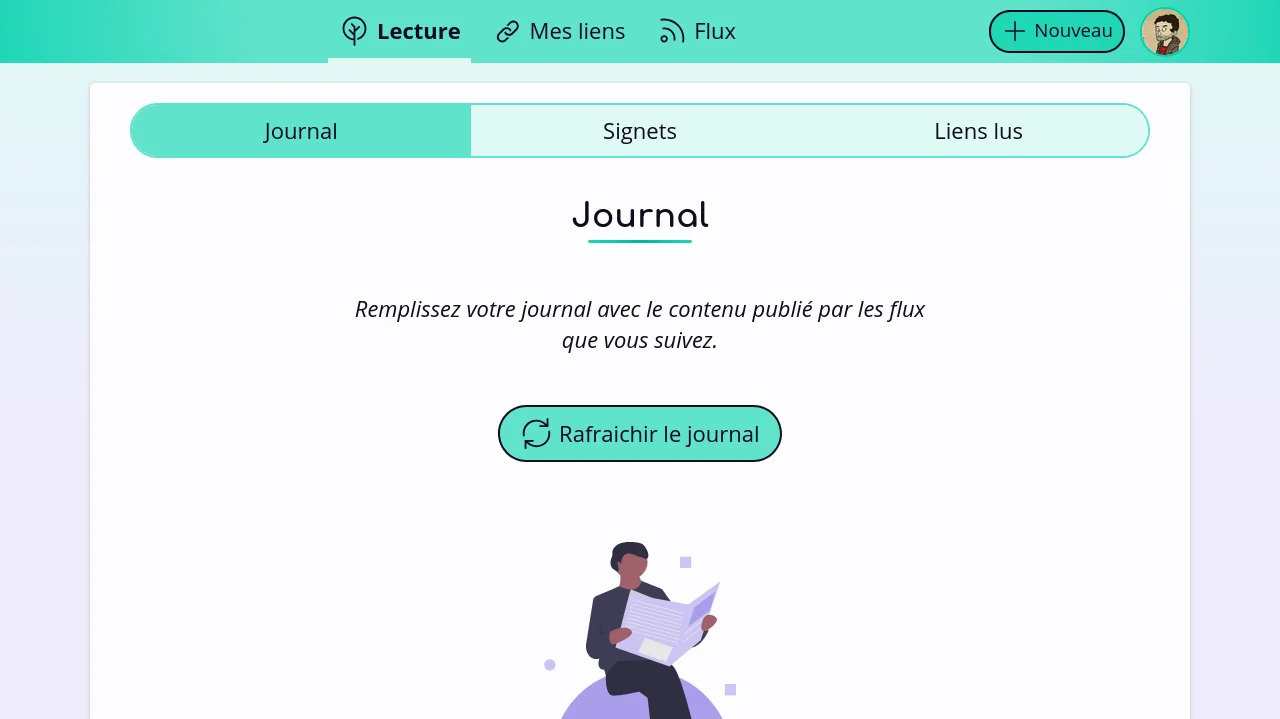 Lecture
Mes liens
Flux
Nouveau
Journal
Signets
Liens lus
Journal
Remplissez votre journal avec le contenu publié par les flux
que vous suivez.
Rafraichir le journal